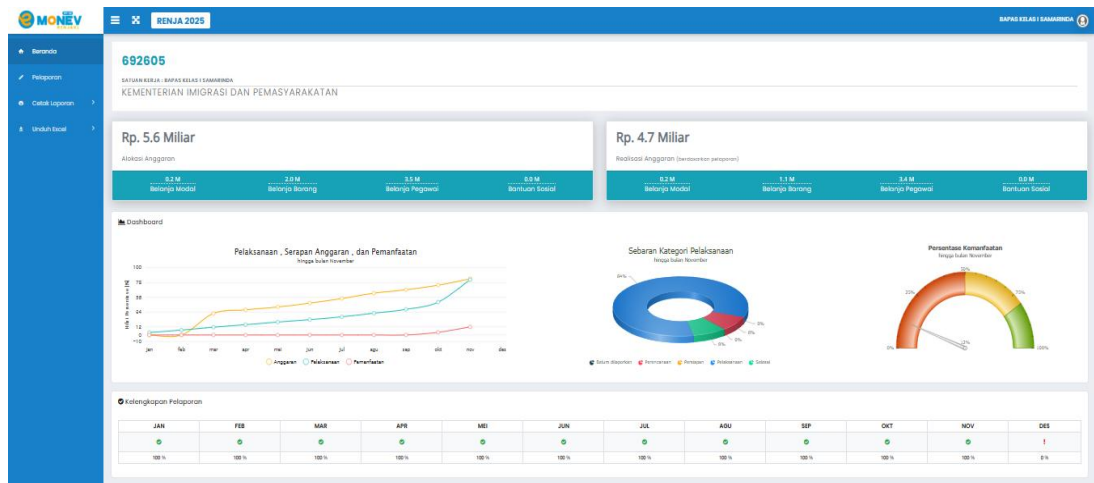 e MONEV
RENJA 2025
BAPAS KELAS I SAMARINDA
Beranda
Pelaporan
Cetak Laporan
Unduh Excel
692605
SATUAN KERJA : BAPAS KELAS I SAMARINDA
KEMENTERIAN IMIGRASI DAN PEMASYARAKATAN
Rp. 5.6 Miliar
Alokasi Anggaran
0.2 M 2.0 M 3.5 M 0.0 M
Belanja Modal Belanja Barang Belanja Pegawai Bantuan Sosial
Rp. 4.7 Miliar
Realisasi Anggaran (berdasarkan pelaporan)
0.2 M 1.1 M 3.4 M 0.0 M
Belanja Modal Belanja Barang Belanja Pegawai Bantuan Sosial
Dashboard
Pelaksanaan , Serapan Anggaran , dan Pemanfaatan
hingga bulan November
100
12
0
-10
jan feb mar apr mei jun jul agu sep okt nov des
Anggaran Pelaksanaan Pemanfaatan
Sebaran Kategori Pelaksanaan
hingga bulan November
Belum dilaporkan Perencanaan Persiapan Pelaksanaan Selesai
Persentase Kemanfaatan
hingga bulan November
50%
25% 75%
0% 12% 100%
Kelengkapan Pelaporan
JAN FEB MAR APR MEI JUN JUL AGU SEP OKT NOV DES
100 % 100 % 100 % 100 % 100 % 100 % 100 % 100 % 100 % 100 % 100 % 0 %